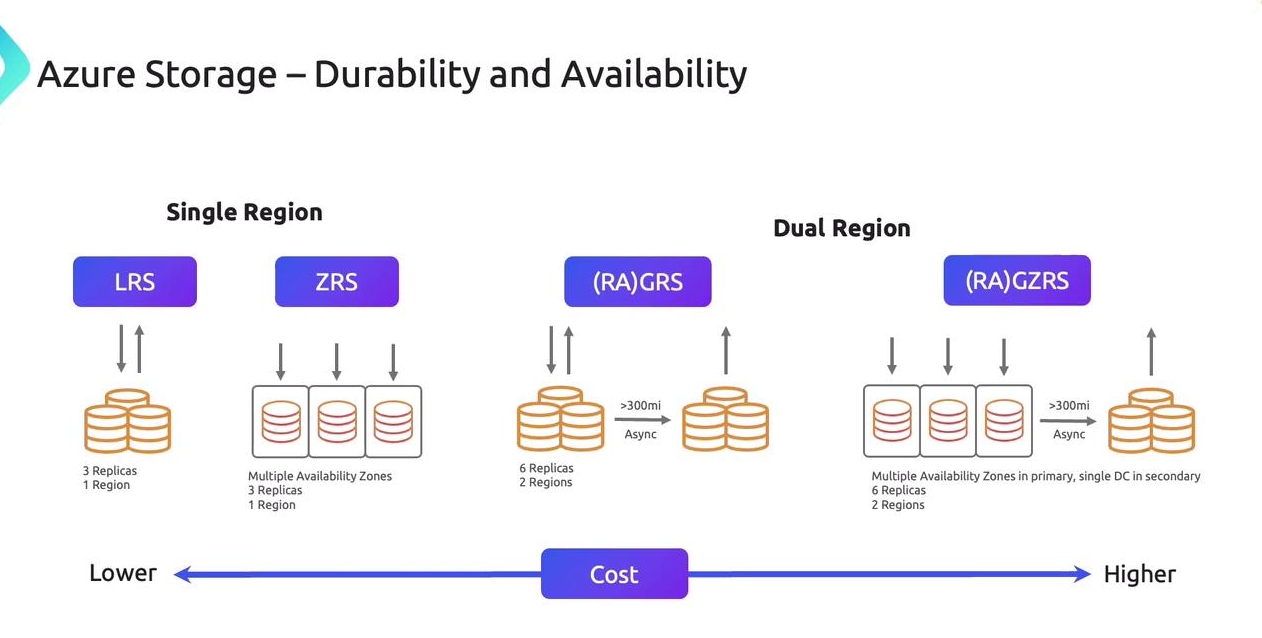 Azure Storage – Durability and Availability
Single Region
Dual Region
LRS
ZRS
(RA)GRS
(RA)GZRS
>300mi
Async
>300mi
Async
3 Replicas
1 Region
Multiple Availability Zones
3 Replicas
1 Region
6 Replicas
2 Regions
Multiple Availability Zones in primary, single DC in secondary
6 Replicas
2 Regions
Lower
Cost
Higher